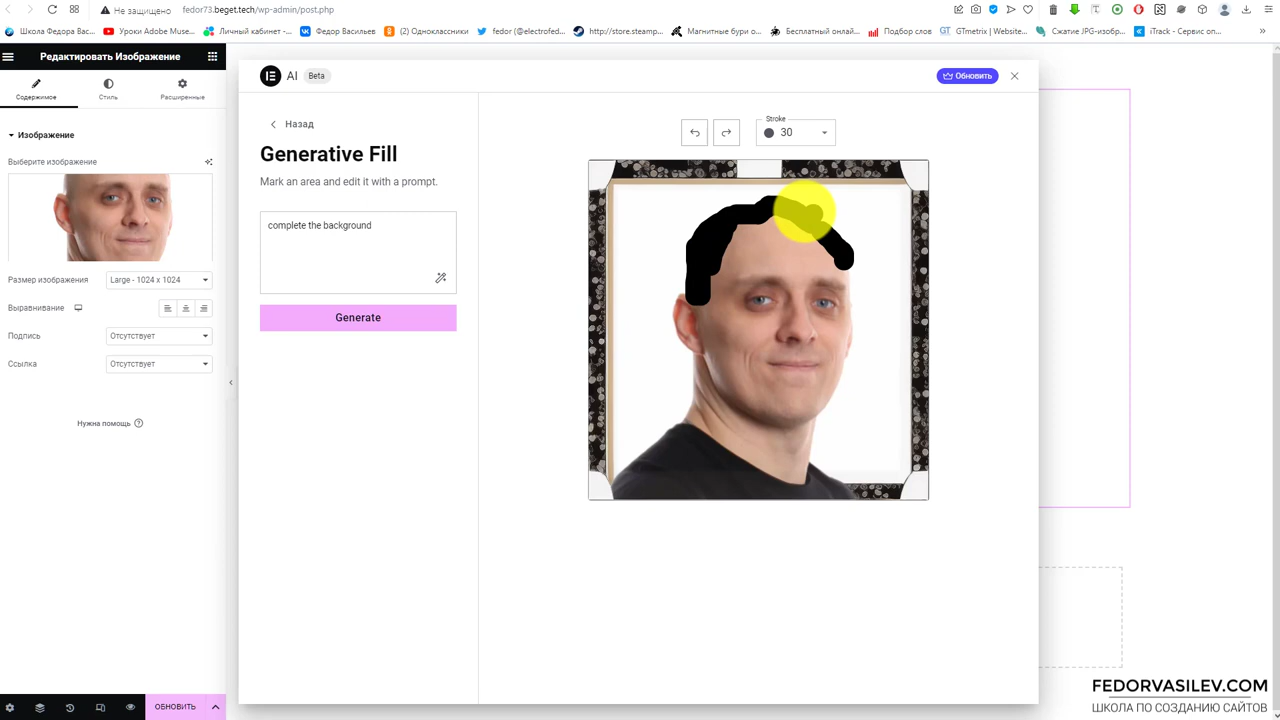 Не защищено
fedor73.beget.tech/wp-admin/post.php
Школа Федора Вас...
Уроки Adobe Muse...
Личный кабинет -...
Федор Васильев
(2) Одноклассники
fedor (@electrofed...
http://store.steamp...
Магнитные бури о...
Бесплатный онлай...
Подбор слов
GTmetrix | Website...
Сжатие JPG-изобр...
iTrack - Сервис оп...
Редактировать Изображение
Содержимое
Стиль
Расширенные
Изображение
Выберите изображение
Размер изображения
Large - 1024 x 1024
Выравнивание
Подпись
Отсутствует
Ссылка
Отсутствует
Нужна помощь
ОБНОВИТЬ
AI
Beta
Обновить
Назад
Generative Fill
Mark an area and edit it with a prompt.
complete the background
Generate
Stroke
30
FEDORVASILEV.COM
ШКОЛА ПО СОЗДАНИЮ САЙТОВ